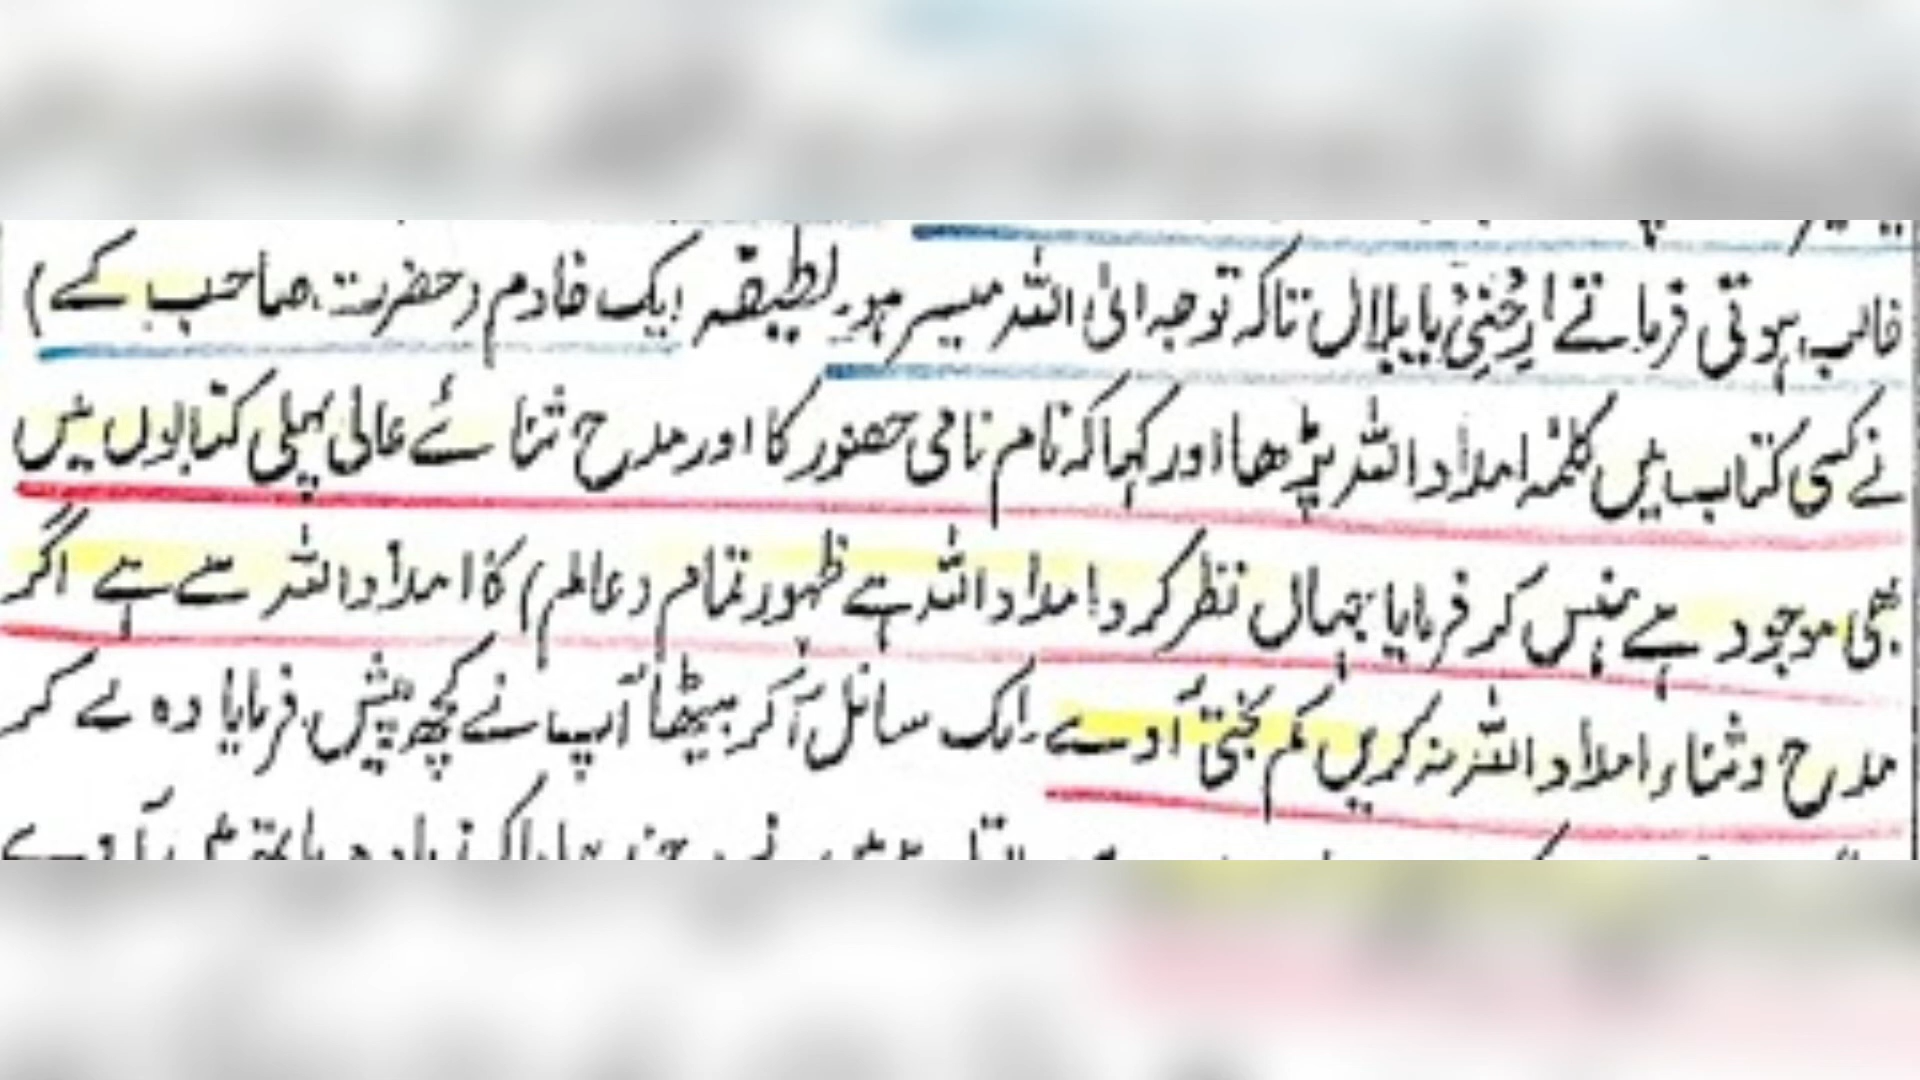 غالب ہوتی فرماتے ارحنی یا بلال تاکہ توجہ الی اللہ میسر ہو۔ لطیفہ ایک خادم (حضرت صاحب کے)
نے کسی کتاب میں کلمہ امداد اللہ پڑھا اور کہا کہ نام نامی حضور کا اور مدح ثنائے عالی پہلی کتابوں میں
بھی موجود ہے ہنس کر فرمایا جہاں نظر کرو امداد اللہ ہے ظہور تمام (عالم) کا امداد اللہ سے ہے اگر
مدح وثناء امداد اللہ نہ کریں کم بختی آوے۔ ایک سائل آکر بیٹھا آپ نے کچھ پیش فرمایا وہ لے کر